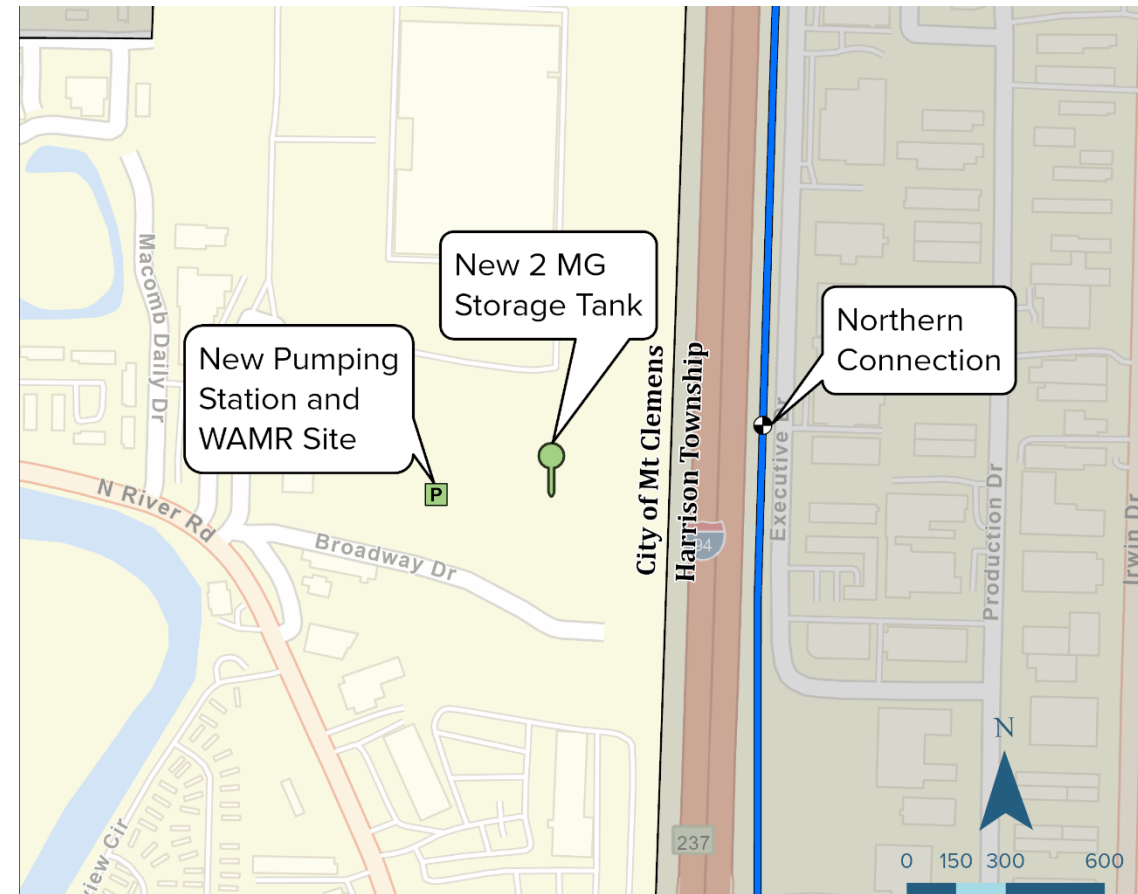 New 2 MG
Storage Tank
Northern
Connection
New Pumping
Station and
WAMR Site
P
Macomb Daily Dr
N River Rd
Broadway Dr
City of Mt Clemens
Harrison Township
94
Executive Dr
Production Dr
Irwin Dr
237
view Cir
N
0 150 300 600